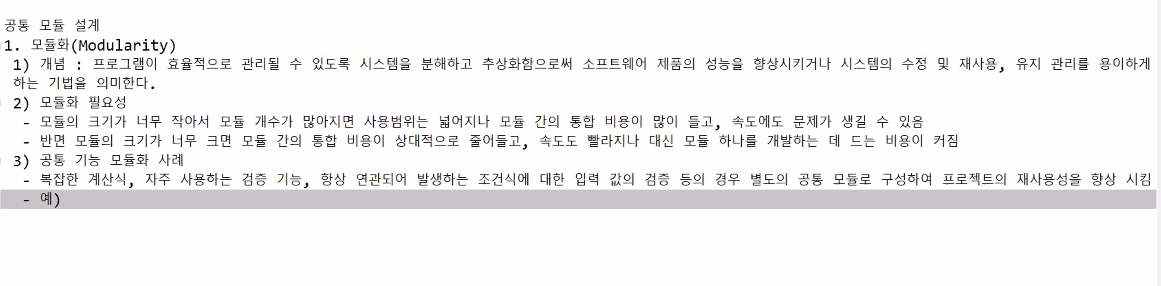 공통 모듈 설계
1. 모듈화(Modularity)
1) 개념 : 프로그램이 효율적으로 관리될 수 있도록 시스템을 분해하고 추상화함으로써 소프트웨어 제품의 성능을 향상시키거나 시스템의 수정 및 재사용, 유지 관리를 용이하게
하는 기법을 의미한다.
2) 모듈화 필요성
- 모듈의 크기가 너무 작아서 모듈 개수가 많아지면 사용범위는 넓어지나 모듈 간의 통합 비용이 많이 들고, 속도에도 문제가 생길 수 있음
- 반면 모듈의 크기가 너무 크면 모듈 간의 통합 비용이 상대적으로 줄어들고, 속도도 빨라지나 대신 모듈 하나를 개발하는 데 드는 비용이 커짐
3) 공통 기능 모듈화 사례
- 복잡한 계산식, 자주 사용하는 검증 기능, 항상 연관되어 발생하는 조건식에 대한 입력 값의 검증 등의 경우 별도의 공통 모듈로 구성하여 프로젝트의 재사용성을 향상 시킴
- 예)